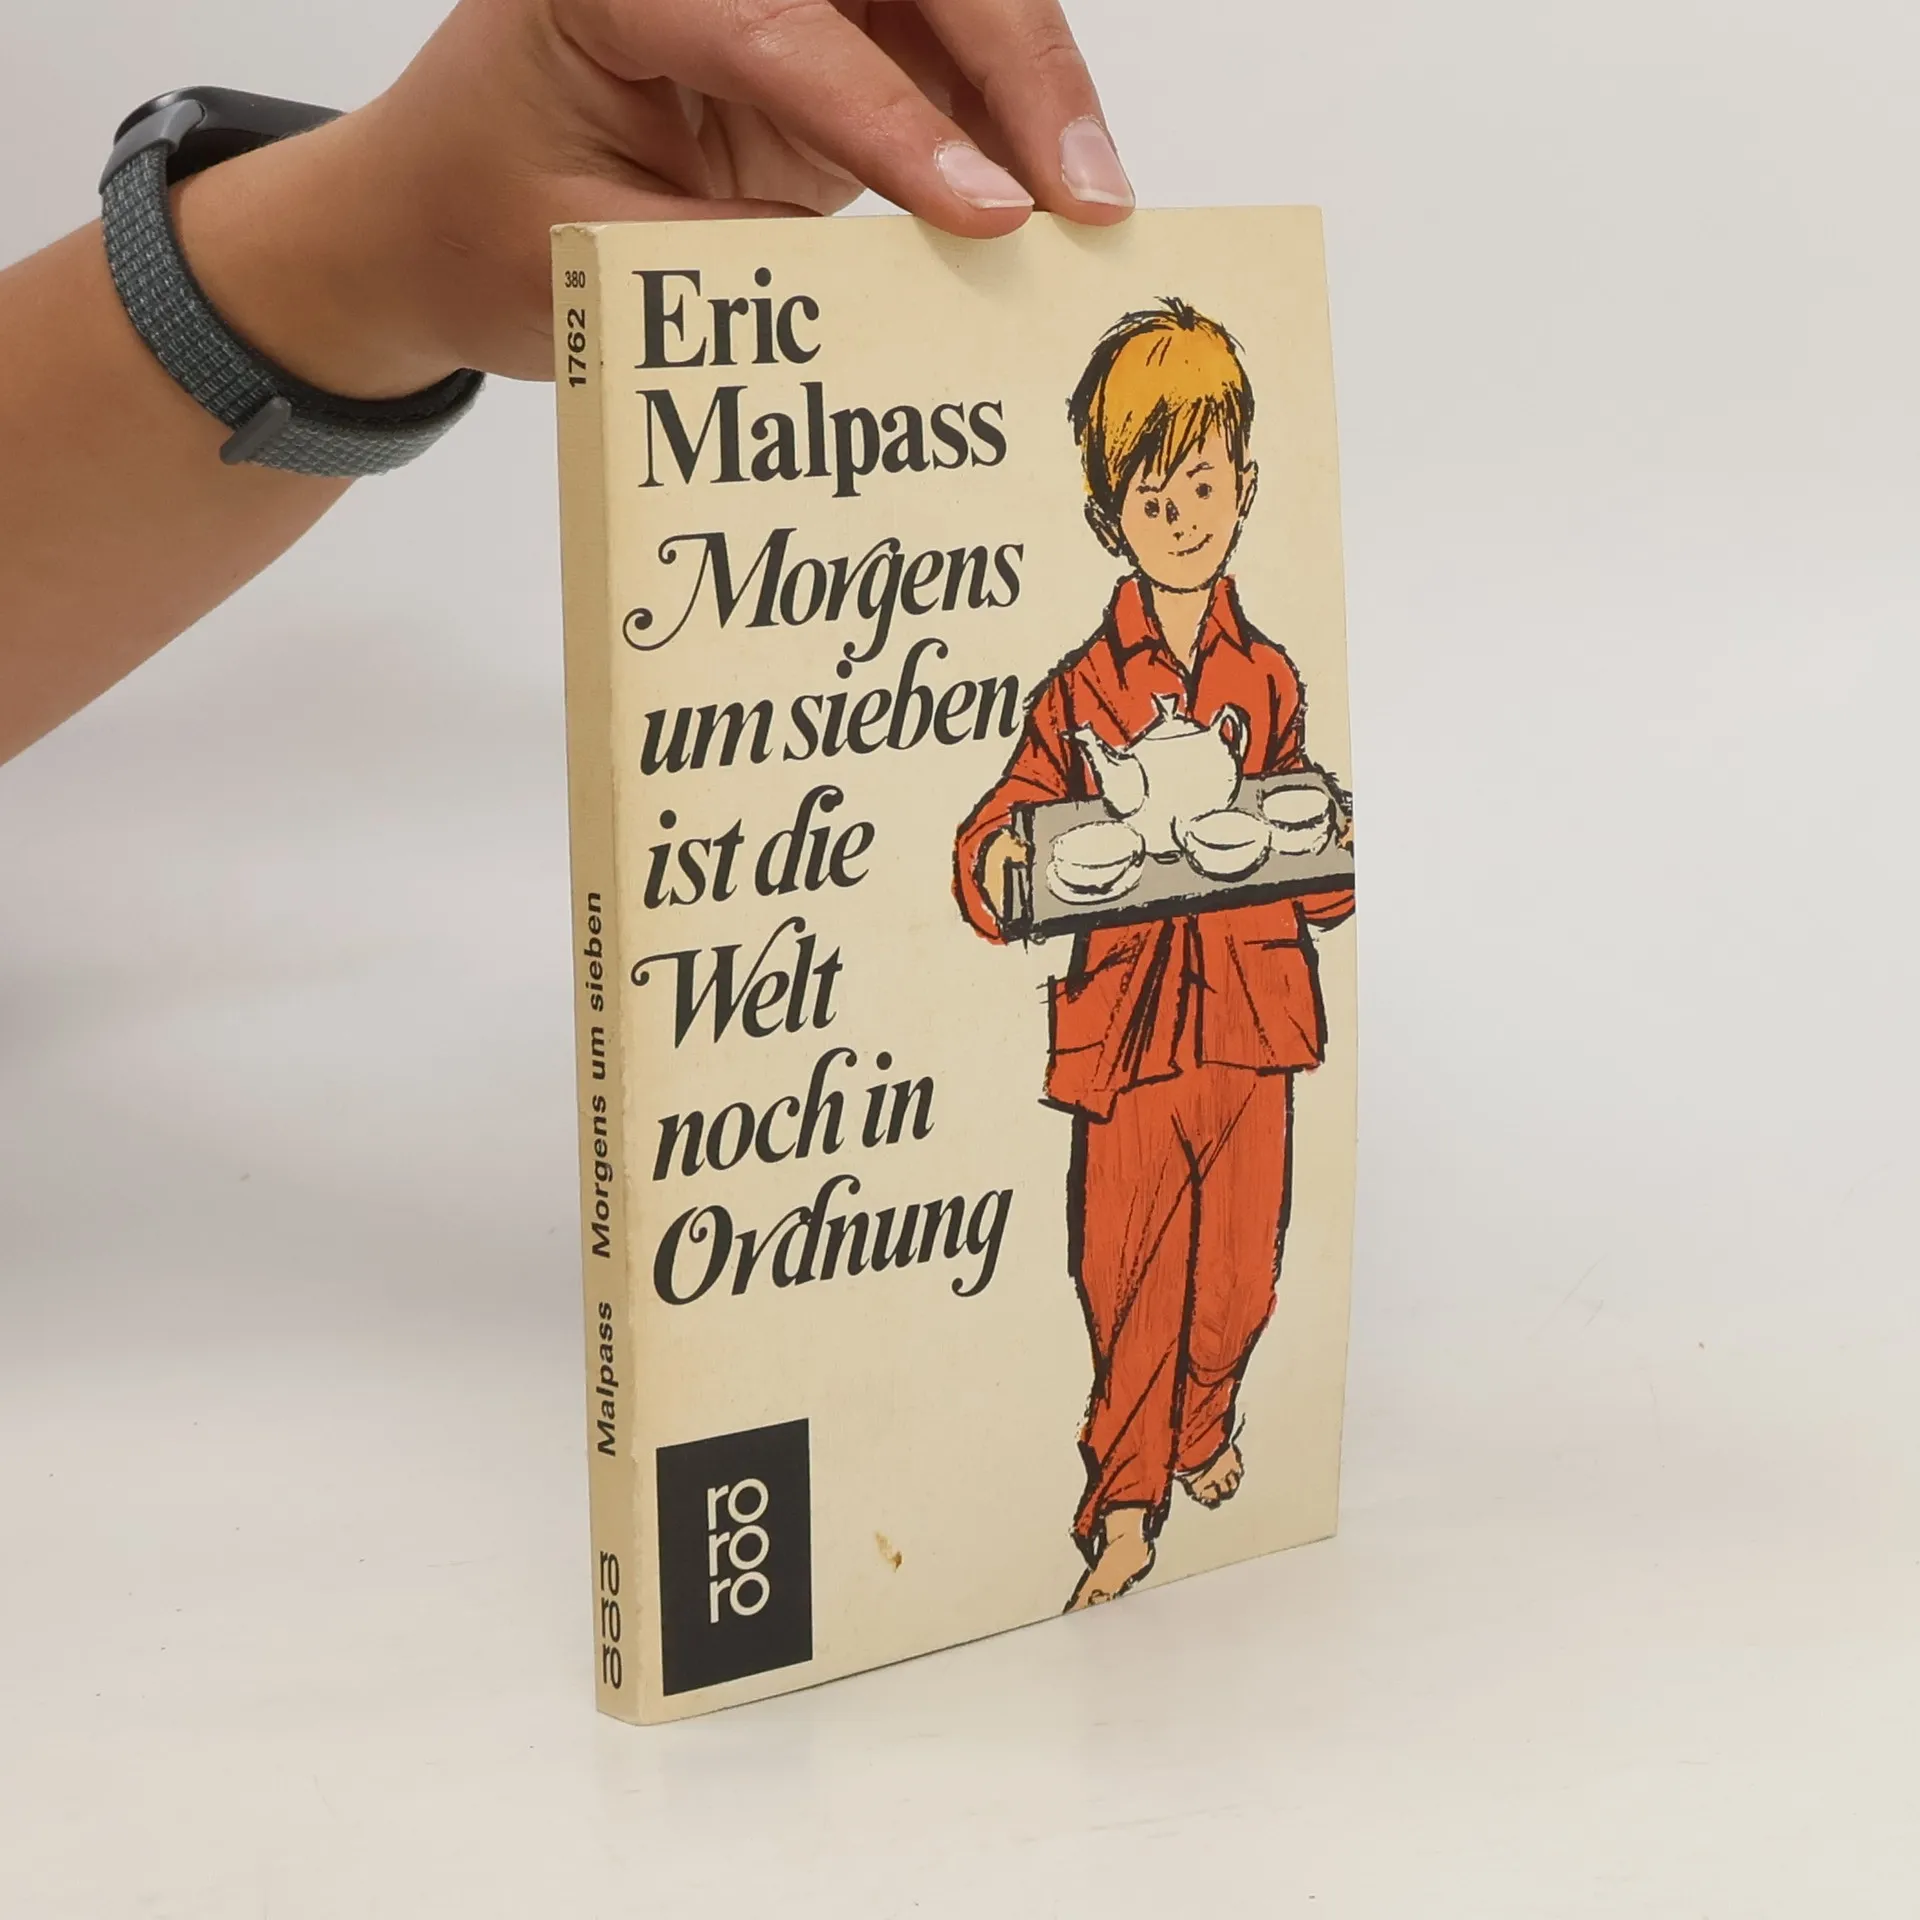 380
1762
Morgens um sieben
Malpass
ro
ro
ro
Eric
Malpass
Morgens
um sieben
ist die
Welt
noch in
Ordnung
ro
ro
ro